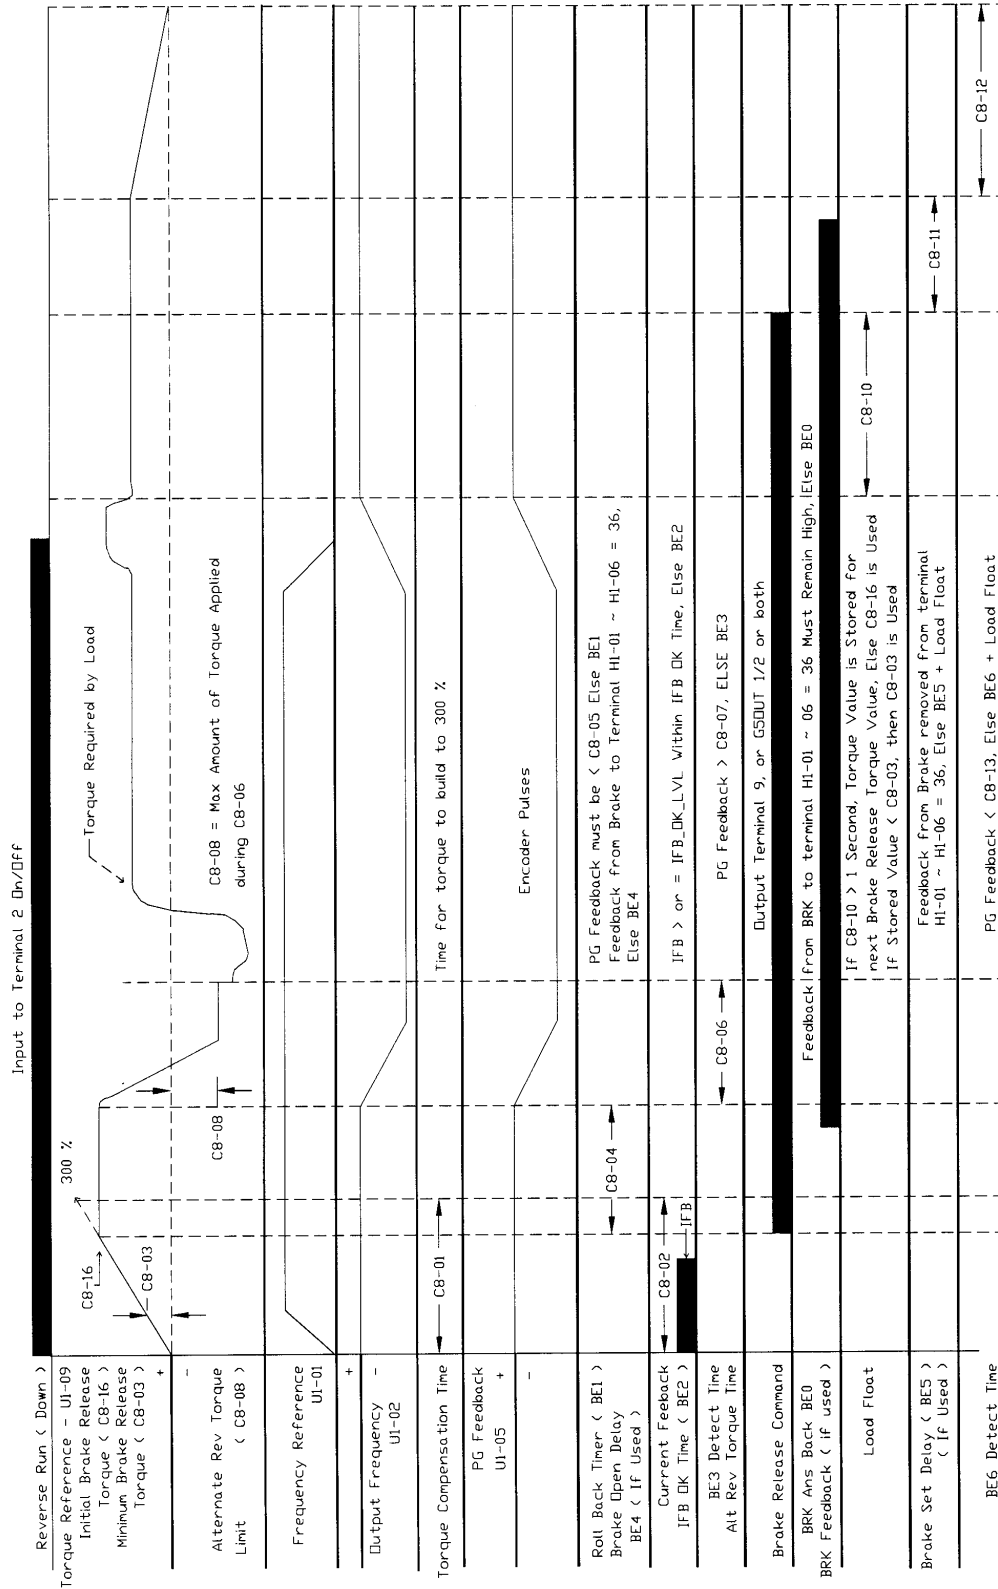 Input to Terminal 2 On/Off
Reverse Run ( Down )
Torque Reference - U1-09
Initial Brake Release
Torque ( C8-16 )
Minimum Brake Release
Torque ( C8-03 )
+
-
Alternate Rev Torque
Limit ( C8-08 )
C8-16
C8-03
300 %
C8-08
Torque Required by Load
C8-08 = Max Amount of Torque Applied
during C8-06
Frequency Reference
U1-01
+
Output Frequency -
U1-02
Torque Compensation Time
C8-01
Time for torque to build to 300 %
PG Feedback
U1-05
+
-
Encoder Pulses
Roll Back Timer ( BE1 )
Brake Open Delay
BE4 ( If Used )
C8-04
PG Feedback must be < C8-05 Else BE1
Feedback from Brake to Terminal H1-01 ~ H1-06 = 36,
Else BE4
Current Feeback
IFB OK Time ( BE2 )
C8-02
IFB
IFB > or = IFB_OK_LVL Within IFB OK Time, Else BE2
BE3 Detect Time
Alt Rev Torque Time
C8-06
PG Feedback > C8-07, ELSE BE3
Brake Release Command
Output Terminal 9, or G5OUT 1/2 or both
BRK Ans Back BE0
BRK Feedback ( if used )
Feedback from BRK to terminal H1-01 ~ 06 = 36 Must Remain High, Else BE0
Load Float
If C8-10 > 1 Second, Torque Value is Stored for
next Brake Release Torque Value, Else C8-16 is Used
If Stored Value < C8-03, then C8-03 is Used
C8-10
Brake Set Delay ( BE5 )
( If Used )
Feedback from Brake removed from terminal
H1-01 ~ H1-06 = 36, Else BE5 + Load Float
C8-11
BE6 Detect Time
PG Feedback < C8-13, Else BE6 + Load Float
C8-12